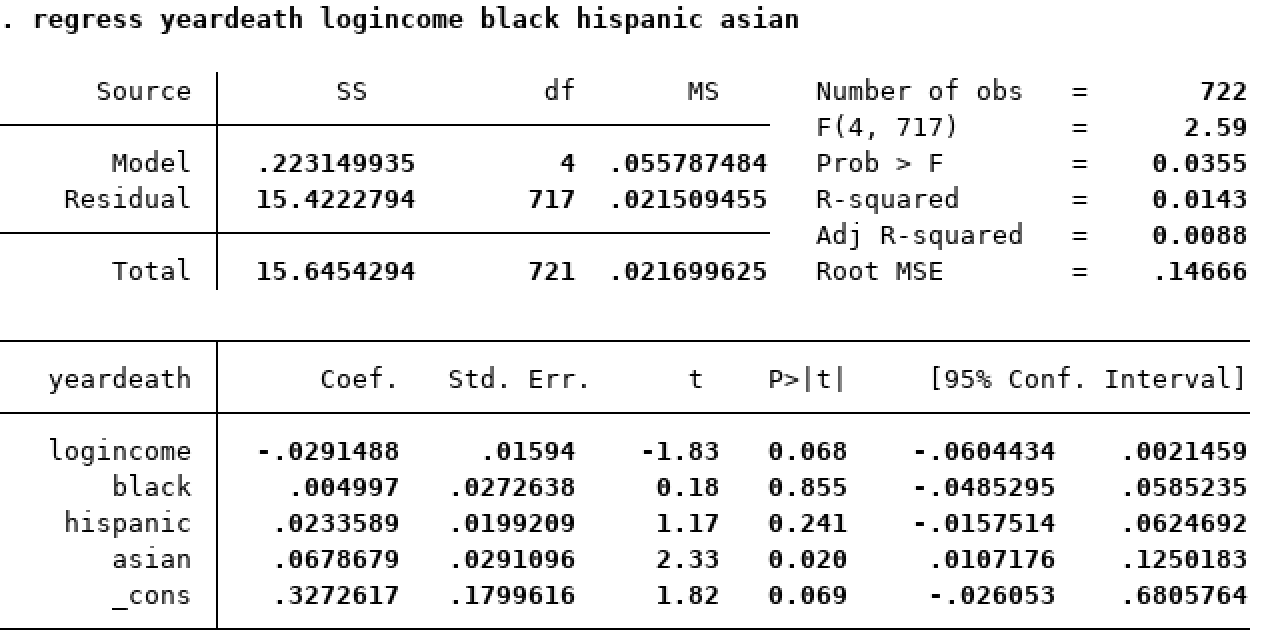 . regress yeardeath logincome black hispanic asian
Source SS df MS Number of obs = 722
F(4, 717) = 2.59
Model .223149935 4 .055787484 Prob > F = 0.0355
Residual 15.4222794 717 .021509455 R-squared = 0.0143
Adj R-squared = 0.0088
Total 15.6454294 721 .021699625 Root MSE = .14666
yeardeath Coef. Std. Err. t P>|t| [95% Conf. Interval]
logincome -.0291488 .01594 -1.83 0.068 -.0604434 .0021459
black .004997 .0272638 0.18 0.855 -.0485295 .0585235
hispanic .0233589 .0199209 1.17 0.241 -.0157514 .0624692
asian .0678679 .0291096 2.33 0.020 .0107176 .1250183
_cons .3272617 .1799616 1.82 0.069 -.026053 .6805764